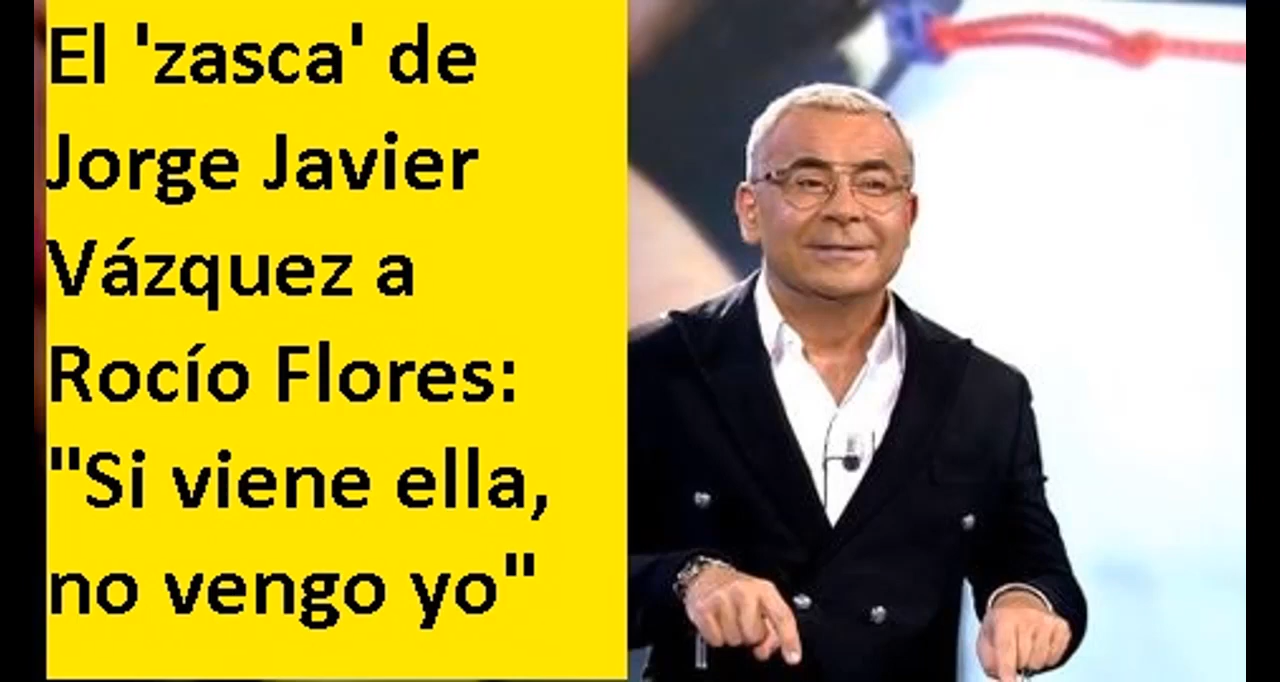 El 'zasca' de
Jorge Javier
Vázquez a
Rocío Flores:
"Si viene ella,
no vengo yo"